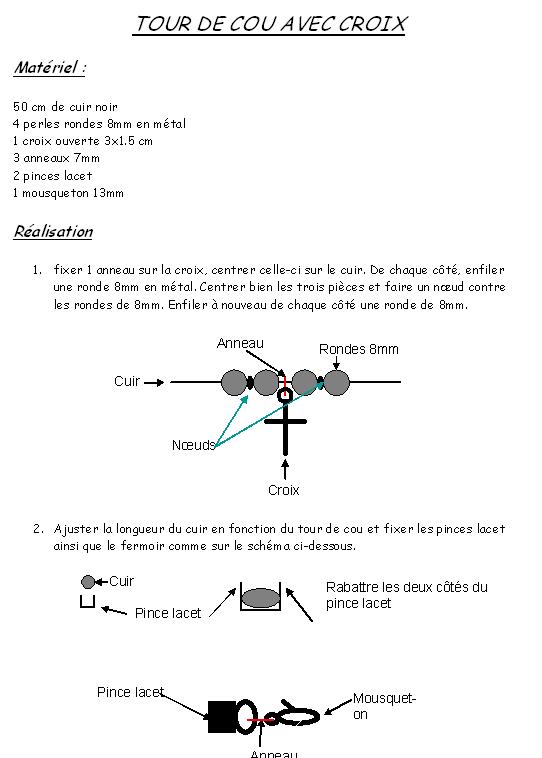 TOUR DE COU AVEC CROIX
Matériel :
50 cm de cuir noir
4 perles rondes 8mm en métal
1 croix ouverte 3x1.5 cm
3 anneaux 7mm
2 pinces lacet
1 mousqueton 13mm
Réalisation
1. fixer 1 anneau sur la croix, centrer celle-ci sur le cuir. De chaque côté, enfiler
une ronde 8mm en métal. Centrer bien les trois pièces et faire un nœud contre
les rondes de 8mm. Enfiler à nouveau de chaque côté une ronde de 8mm.
Anneau
Rondes 8mm
Cuir
Nœuds
Croix
2. Ajuster la longueur du cuir en fonction du tour de cou et fixer les pinces lacet
ainsi que le fermoir comme sur le schéma ci-dessous.
Cuir
Pince lacet
Rabattre les deux côtés du
pince lacet
Pince lacet
Mousquet-
on
Anneau